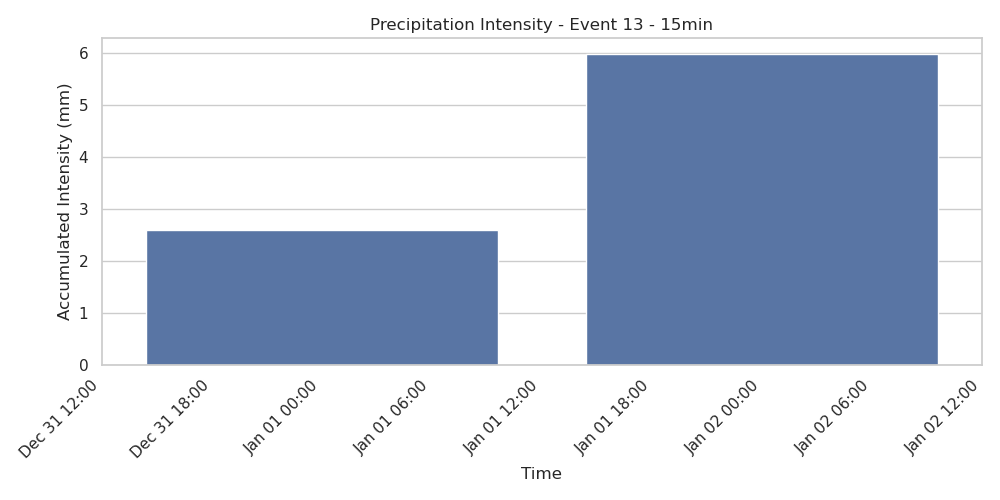 Precipitation Intensity - Event 13 - 15min
Accumulated Intensity (mm)
6
5
4
3
2
1
0
Dec 31 12:00
Dec 31 18:00
Jan 01 00:00
Jan 01 06:00
Jan 01 12:00
Jan 01 18:00
Jan 02 00:00
Jan 02 06:00
Jan 02 12:00
Time